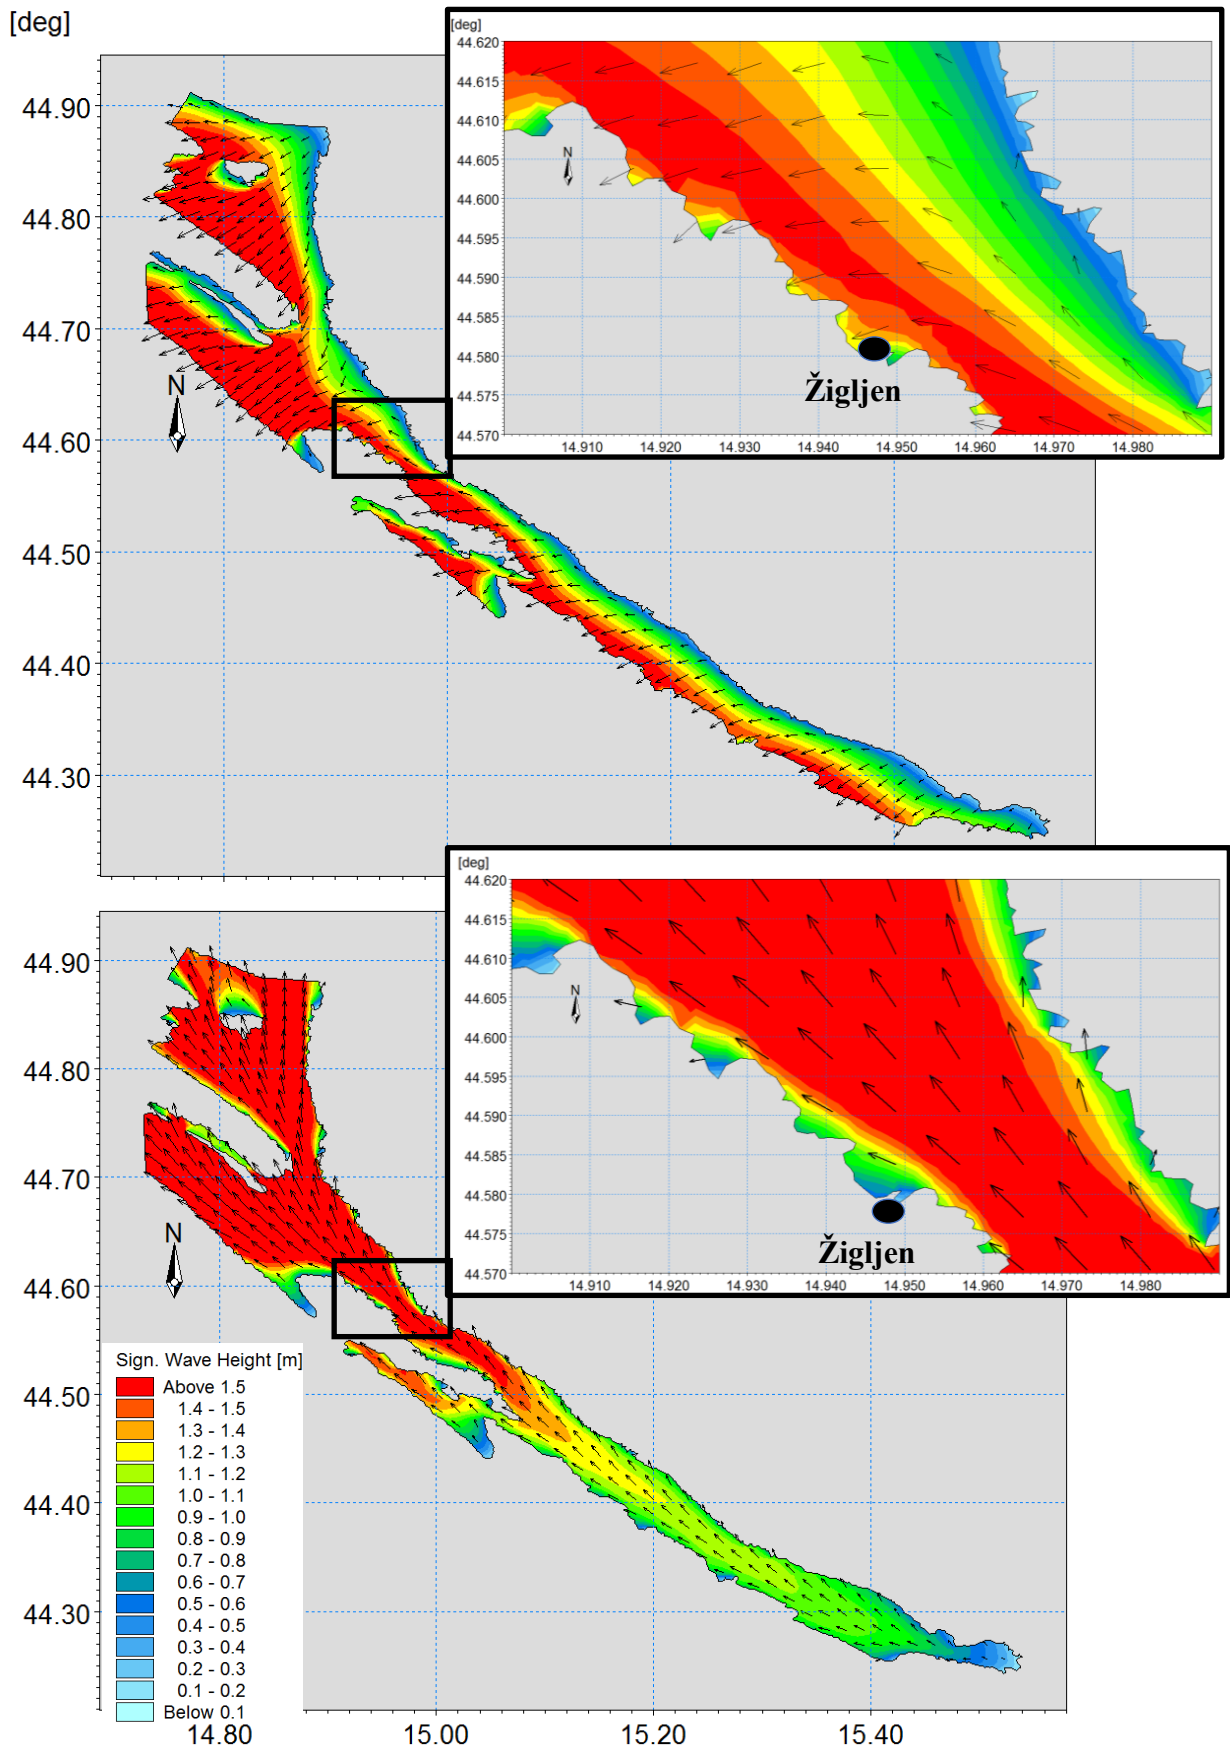 [deg]
44.90
44.80
44.70
44.60
44.50
44.40
44.30
N
[deg]
44.620
44.615
44.610
44.605
44.600
44.595
44.590
44.585
44.580
44.575
44.570
N
Žigljen
14.910 14.920 14.930 14.940 14.950 14.960 14.970 14.980
44.90
44.80
44.70
44.60
44.50
44.40
44.30
N
[deg]
44.620
44.615
44.610
44.605
44.600
44.595
44.590
44.585
44.580
44.575
44.570
N
Žigljen
14.910 14.920 14.930 14.940 14.950 14.960 14.970 14.980
Sign. Wave Height [m]
Above 1.5
1.4 - 1.5
1.3 - 1.4
1.2 - 1.3
1.1 - 1.2
1.0 - 1.1
0.9 - 1.0
0.8 - 0.9
0.7 - 0.8
0.6 - 0.7
0.5 - 0.6
0.4 - 0.5
0.3 - 0.4
0.2 - 0.3
0.1 - 0.2
Below 0.1
14.80 15.00 15.20 15.40